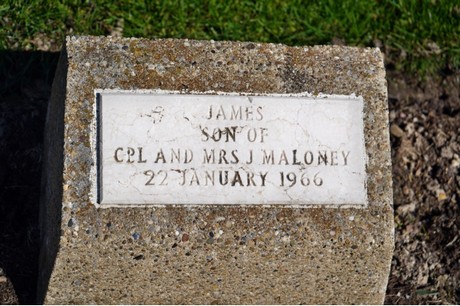 JAMES
SON OF
CPL AND MRS J MALONEY
22 JANUARY 1966